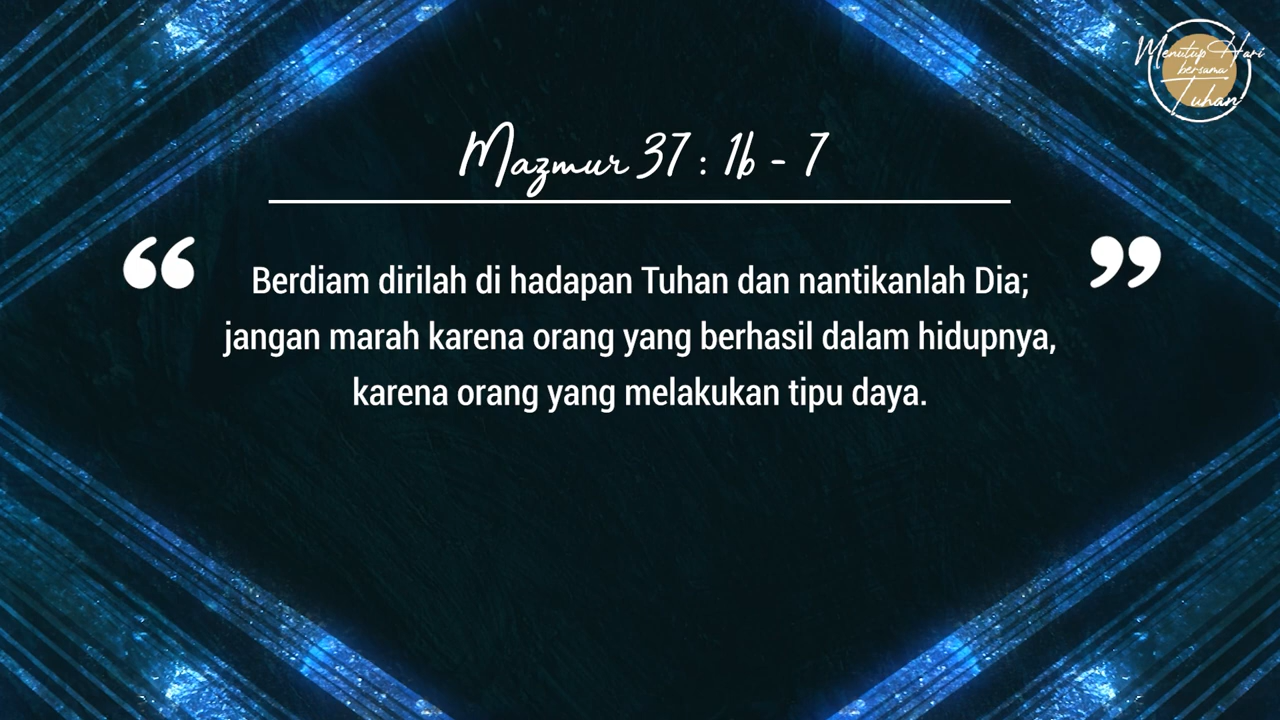 Menutup Hari
bersama
Tuhan
Mazmur 37 : 1b - 7
“ Berdiam dirilah di hadapan Tuhan dan nantikanlah Dia; ”
jangan marah karena orang yang berhasil dalam hidupnya,
karena orang yang melakukan tipu daya.